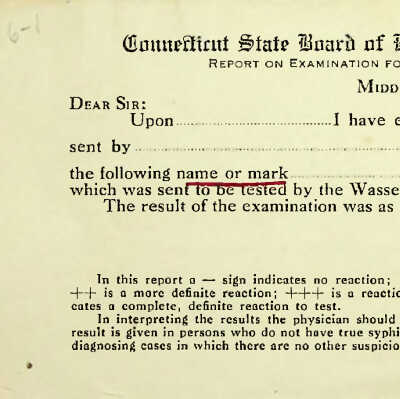 6-1
Connecticut State Board of
REPORT ON EXAMINATION FO
MIDD
DEAR SIR:
Upon..............................I have e
sent by ..............................
the following name or mark..............................
which was sent to be tested by the Wasse
The result of the examination was as
In this report a — sign indicates no reaction;
++ is a more definite reaction; +++ is a reactio
cates a complete, definite reaction to test.
In interpreting the results the physician should
result is given in persons who do not have true syphi
diagnosing cases in which there are no other suspicio